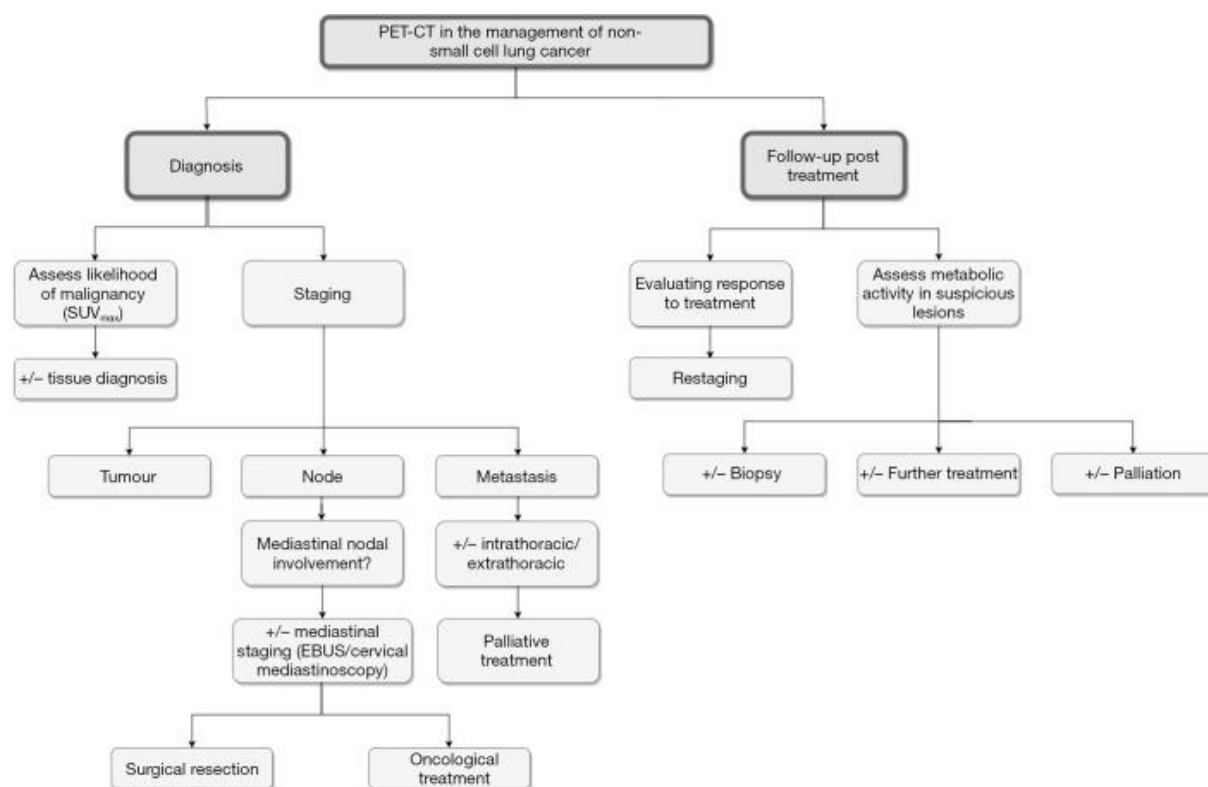 PET-CT in the management of non-
small cell lung cancer
Diagnosis
Follow-up post
treatment
Assess likelihood
of malignancy
(SUVmax)
Staging
Evaluating response
to treatment
Assess metabolic
activity in suspicious
lesions
+/– tissue diagnosis
Restaging
Tumour
Node
Metastasis
+/– Biopsy
+/– Further treatment
+/– Palliation
Mediastinal nodal
involvement?
+/– intrathoracic/
extrathoracic
+/– mediastinal
staging (EBUS/cervical
mediastinoscopy)
Palliative
treatment
Surgical resection
Oncological
treatment